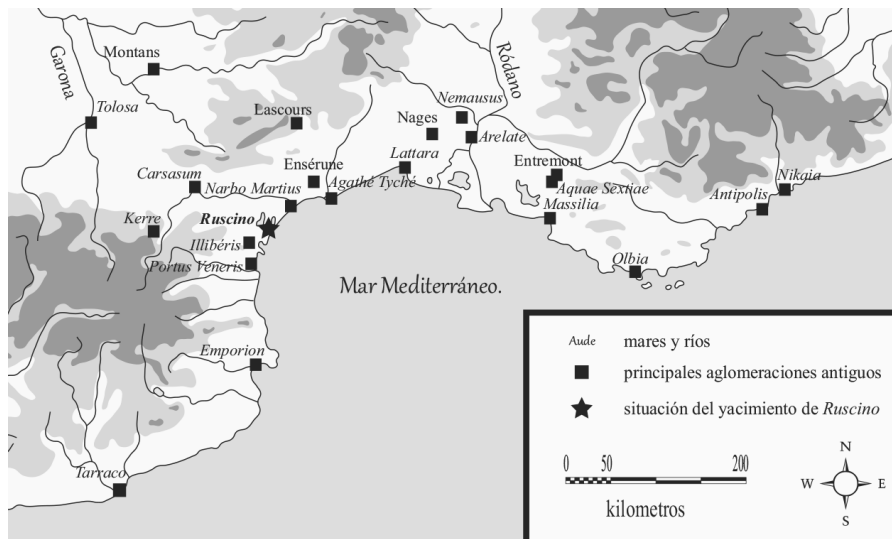 Garona
Montans
Ródano
Tolosa
Lascours
Nemausus
Nages
Arelate
Lattara
Entremont
Ensérune
Carsasum
Narbo Martius
Agathé Tyché
Aquae Sextiae
Massilia
Nikaia
Antipolis
Kerre
Ruscino
Illibéris
Portus Veneris
Olbia
Mar Mediterráneo.
Emporion
Tarraco
Aude mares y ríos
principales aglomeraciones antiguos
situación del yacimiento de Ruscino
0 50 200
kilometros
N
W E
S